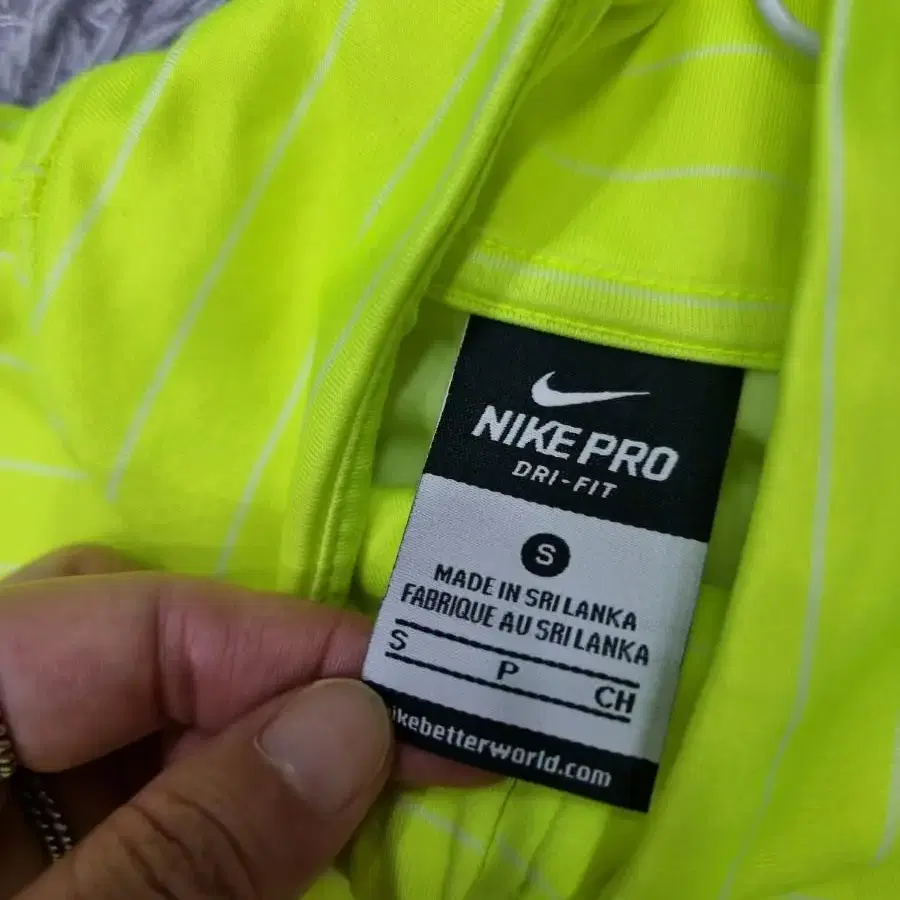 NIKE PRO
DRI-FIT
S
MADE IN SRI LANKA
FABRIQUE AU SRI LANKA
S P CH
ikebetterworld.com